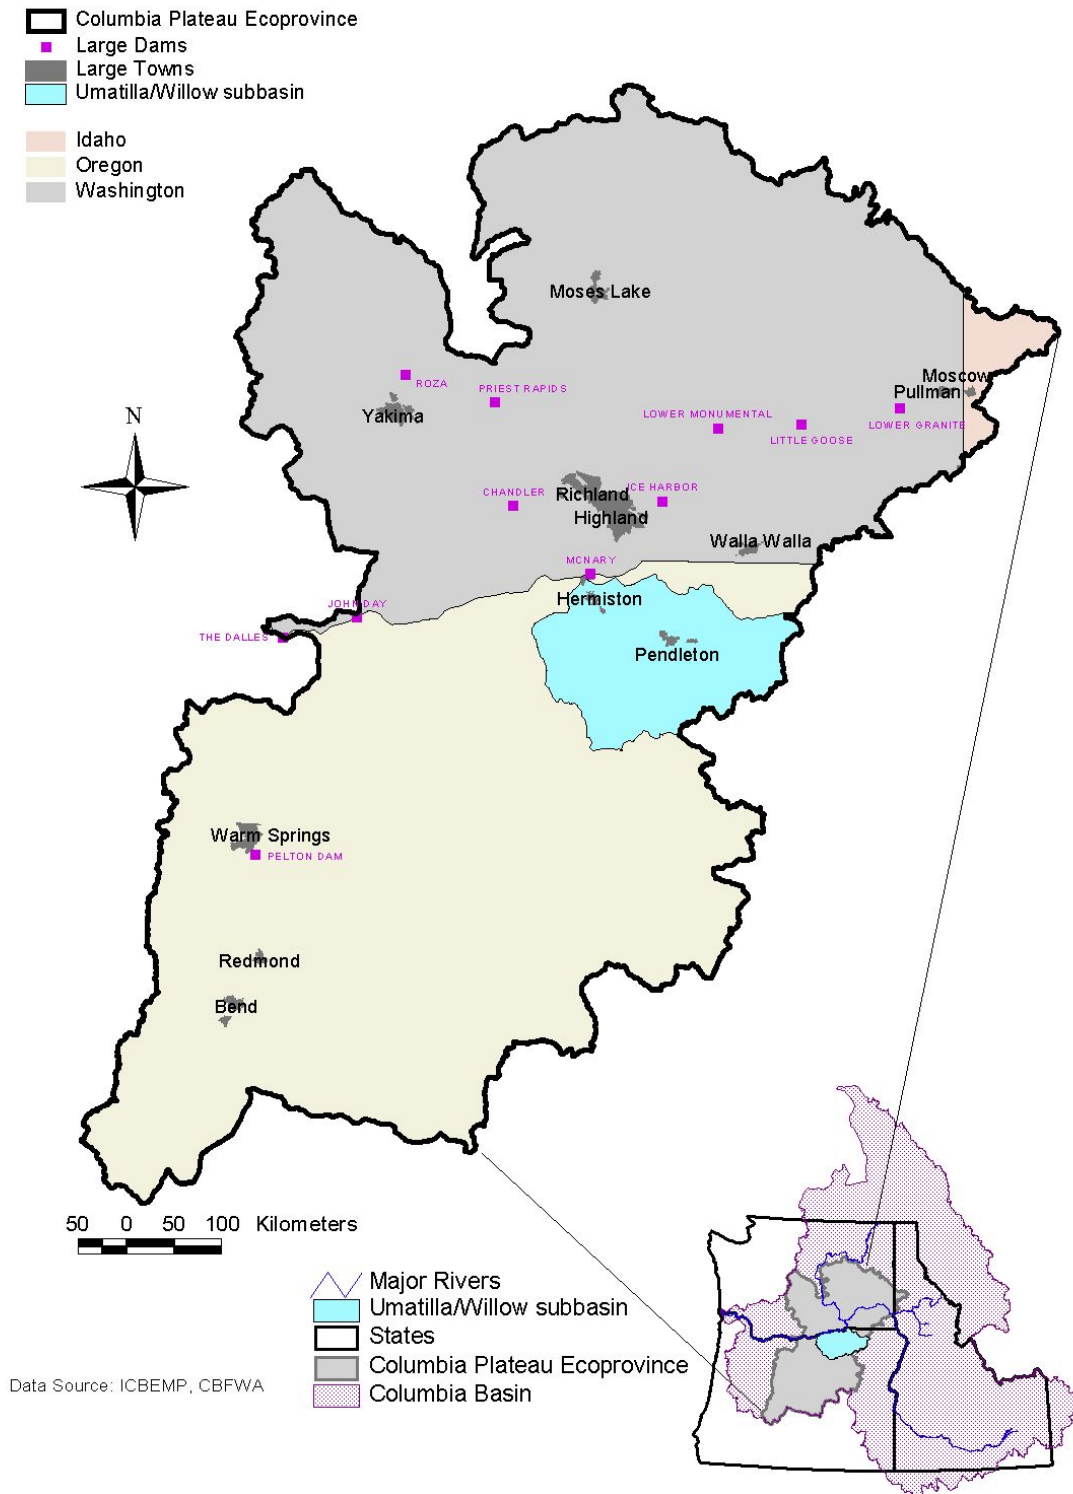 Columbia Plateau Ecoprovince
Large Dams
Large Towns
Umatilla/Willow subbasin
Idaho
Oregon
Washington
Moses Lake
ROZA
PRIEST RAPIDS
Moscow
Pullman
Yakima
LOWER MONUMENTAL
LITTLE GOOSE
LOWER GRANITE
N
CHANDLER
Richland
ICE HARBOR
Highland
Walla Walla
MCNARY
Hermiston
JOHN DAY
THE DALLES
Pendleton
Warm Springs
PELTON DAM
Redmond
Bend
50 0 50 100 Kilometers
Major Rivers
Umatilla/Willow subbasin
States
Columbia Plateau Ecoprovince
Columbia Basin
Data Source: ICBEMP, CBFWA